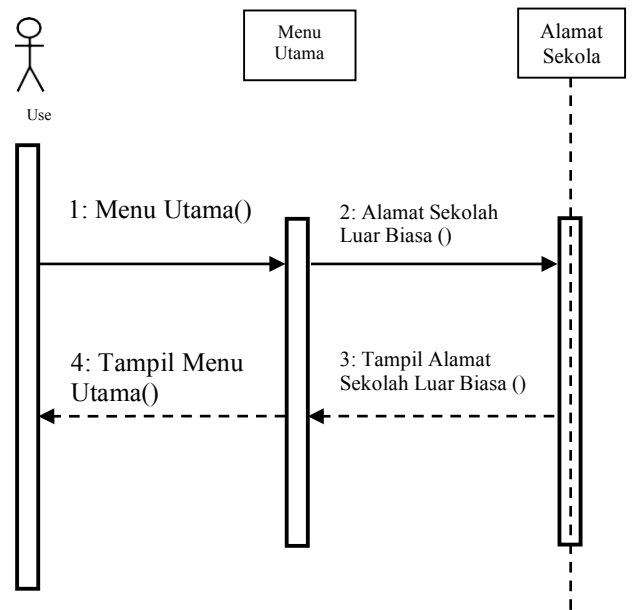 Menu
Utama
Alamat
Sekola
Use
1: Menu Utama()
2: Alamat Sekolah
Luar Biasa ()
4: Tampil Menu
Utama()
3: Tampil Alamat
Sekolah Luar Biasa ()